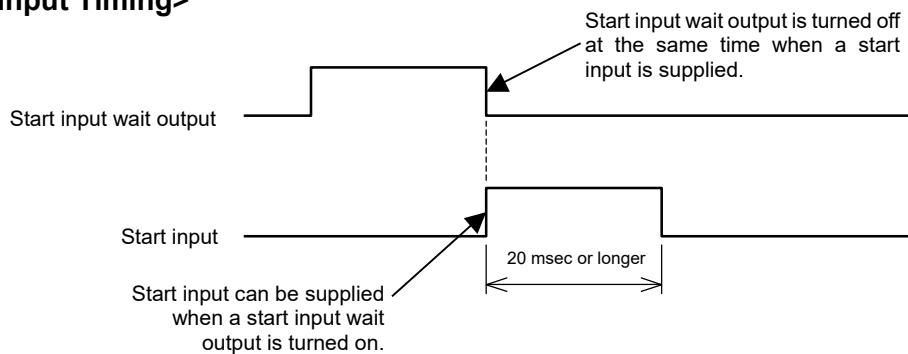 nput Timing>
Start input wait output is turned off
at the same time when a start
input is supplied.
Start input wait output
Start input
20 msec or longer
Start input can be supplied
when a start input wait
output is turned on.